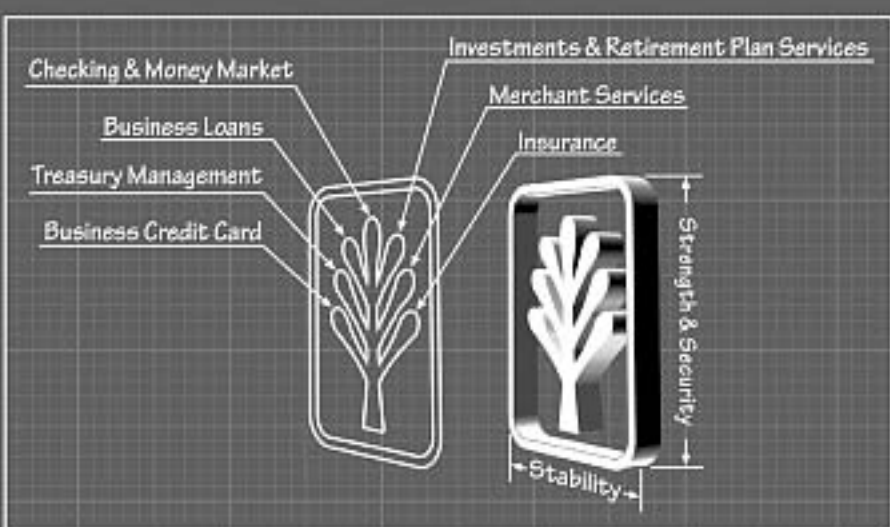 Checking & Money Market
Business Loans
Treasury Management
Business Credit Card
Investments & Retirement Plan Services
Merchant Services
Insurance
Strength & Security
Stability